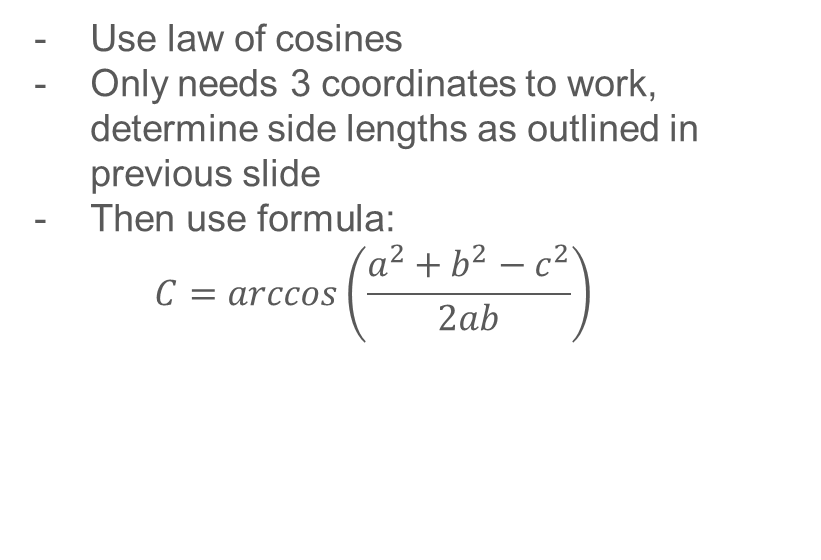 - Use law of cosines
- Only needs 3 coordinates to work,
determine side lengths as outlined in
previous slide
- Then use formula:
C = arccos((a² + b² − c²)/(2ab))